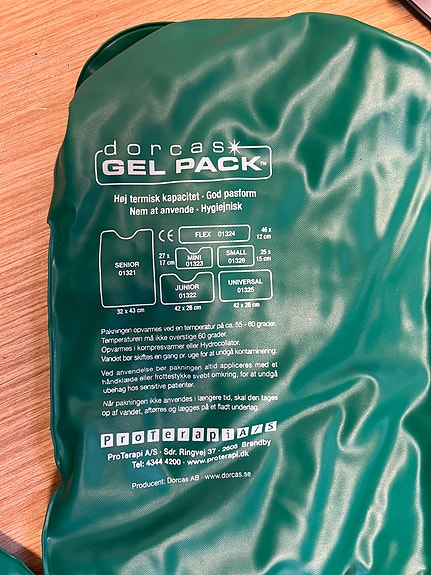 dorcas
GEL PACK™
Høj termisk kapacitet · God pasform
Nem at anvende · Hygiejnisk
SENIOR
01321
32 x 43 cm
CE
FLEX 01324
46 x
12 cm
27 x
17 cm
MINI
01323
SMALL
01326
25 x
15 cm
JUNIOR
01322
42 x 26 cm
UNIVERSAL
01325
42 x 26 cm
Pakningen opvarmes ved en temperatur på ca. 55 - 60 grader.
Temperaturen må ikke overstige 60 grader.
Opvarmes i kompresvarmer eller Hydrocollator.
Vandet bør skiftes en gang pr. uge for at undgå kontaminering.
Ved anvendelse bør pakningen altid appliceres med et
håndklæde eller frottestykke svøbt omkring, for at undgå
ubehag hos sensitive patienter.
Når pakningen ikke anvendes i længere tid, skal den tages
op af vandet, aftørres og lægges på et fladt underlag.
ProTerapi A/S
ProTerapi A/S · Sdr. Ringvej 37 - 2605 Brøndby
Tel: 4344 4200 · www.proterapi.dk
Producent: Dorcas AB · www.dorcas.se